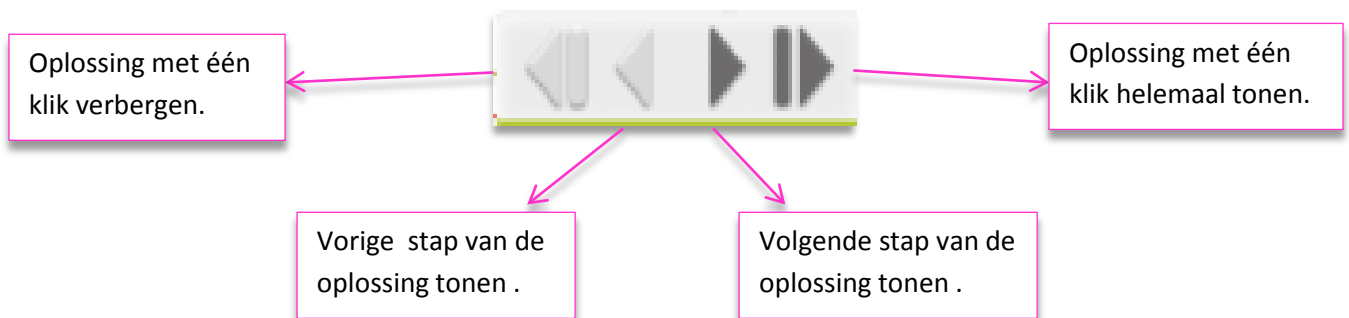 Oplossing met één
klik verbergen.
Oplossing met één
klik helemaal tonen.
Vorige  stap van de
oplossing tonen .
Volgende stap van de
oplossing tonen .